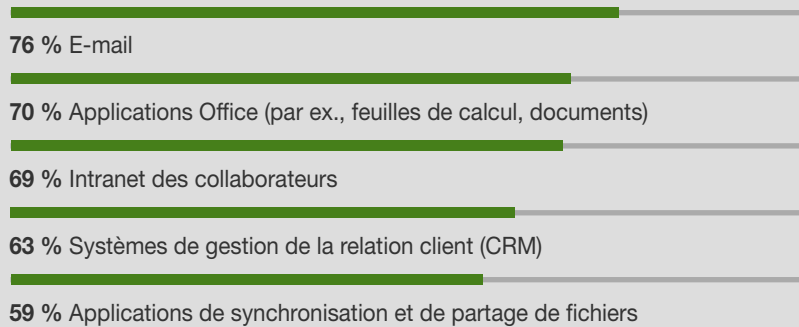 76 % E-mail
70 % Applications Office (par ex., feuilles de calcul, documents)
69 % Intranet des collaborateurs
63 % Systèmes de gestion de la relation client (CRM)
59 % Applications de synchronisation et de partage de fichiers